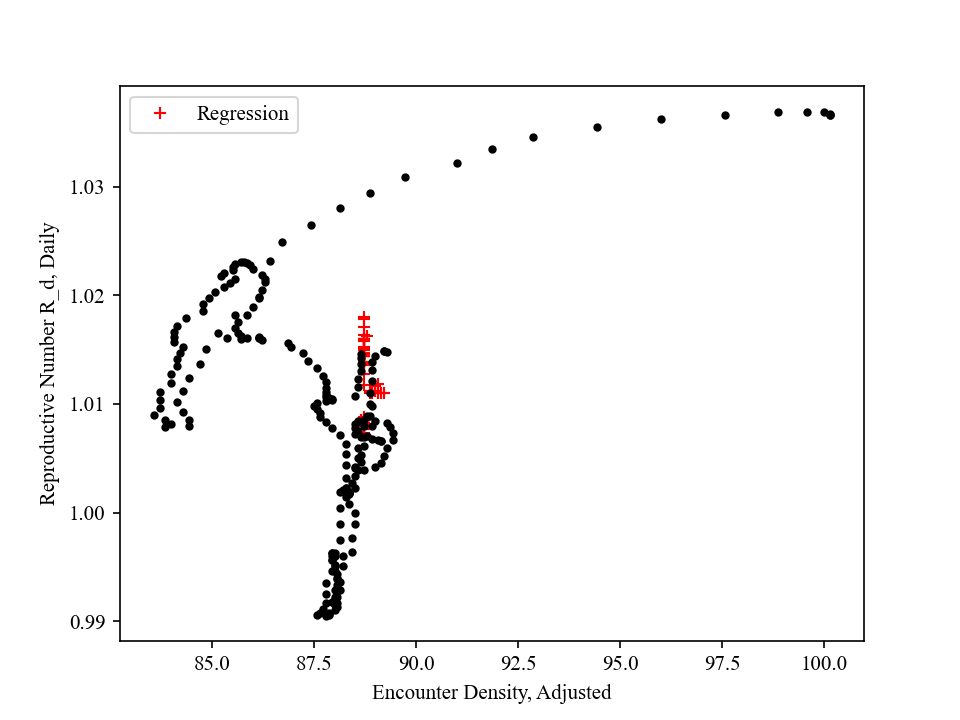 Regression
1.03
1.02
1.01
1.00
0.99
Reproductive Number R_d, Daily
85.0 87.5 90.0 92.5 95.0 97.5 100.0
Encounter Density, Adjusted